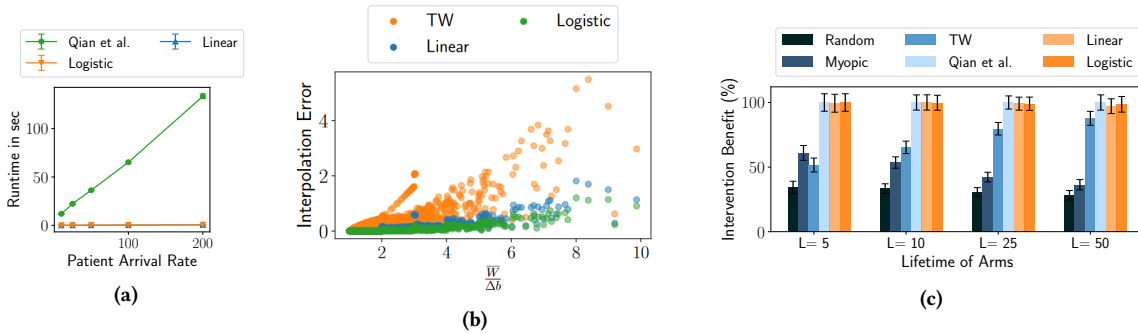 Qian et al.
Linear
Logistic
Runtime in sec
100
50
0
100
200
Patient Arrival Rate
(a)
TW
Logistic
Linear
Interpolation Error
4
2
0
2
4
6
8
10
W
Δb
(b)
Random
TW
Linear
Myopic
Qian et al.
Logistic
Intervention Benefit (%)
100
50
0
L= 5
L= 10
L= 25
L= 50
Lifetime of Arms
(c)